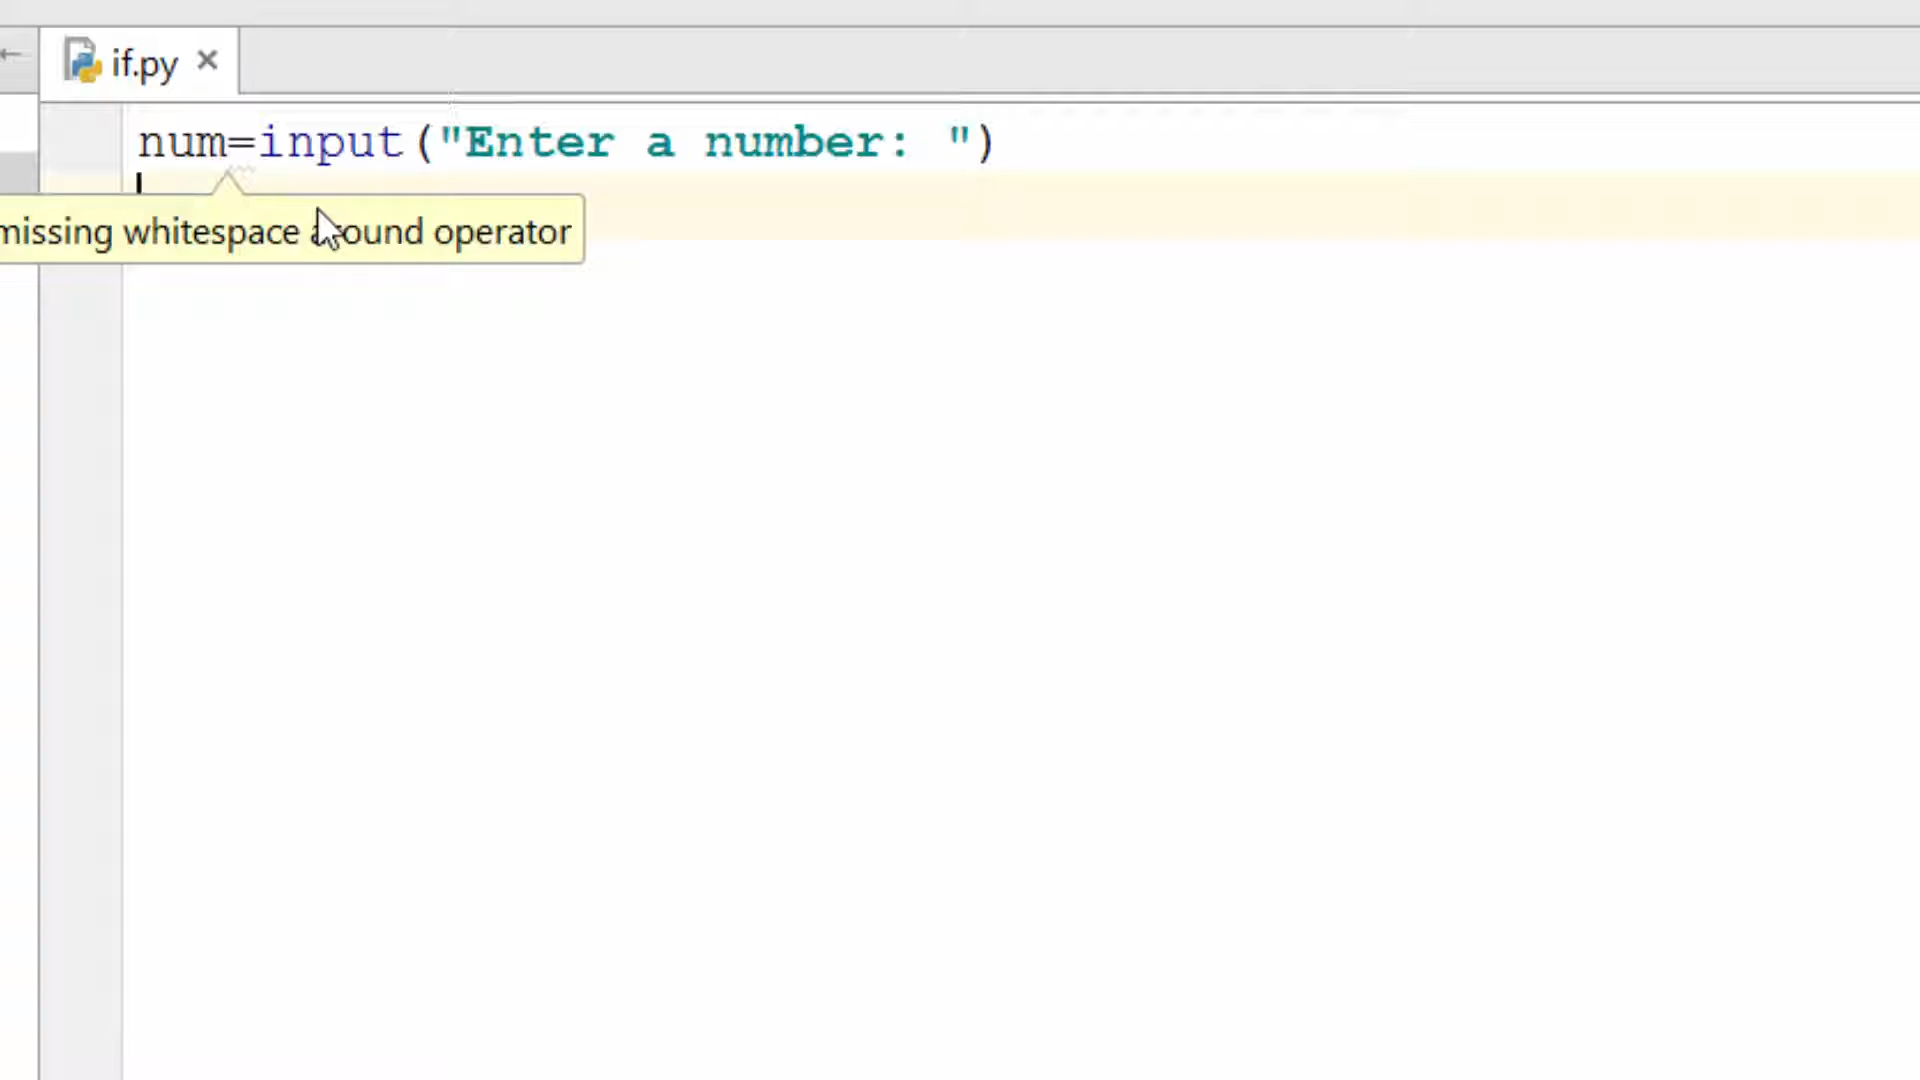 if.py
num=input("Enter a number: ")
missing whitespace around operator